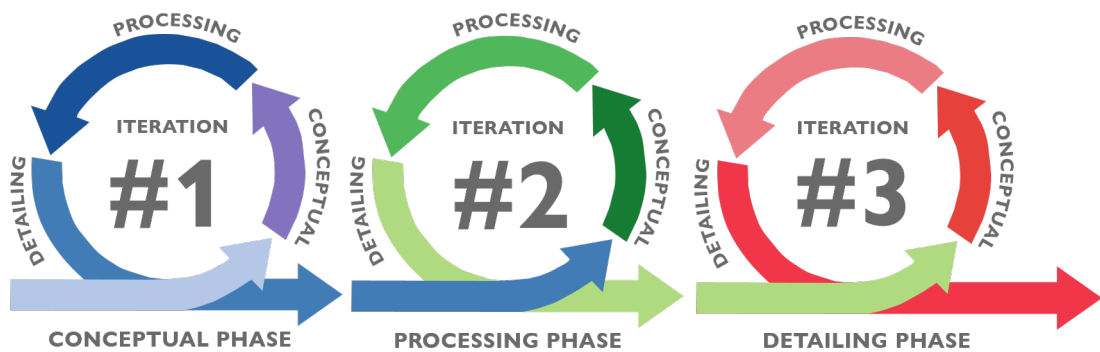 PROCESSING
ITERATION
#1
CONCEPTUAL
DETAILING
CONCEPTUAL PHASE
PROCESSING
ITERATION
#2
CONCEPTUAL
DETAILING
PROCESSING PHASE
PROCESSING
ITERATION
#3
CONCEPTUAL
DETAILING
DETAILING PHASE